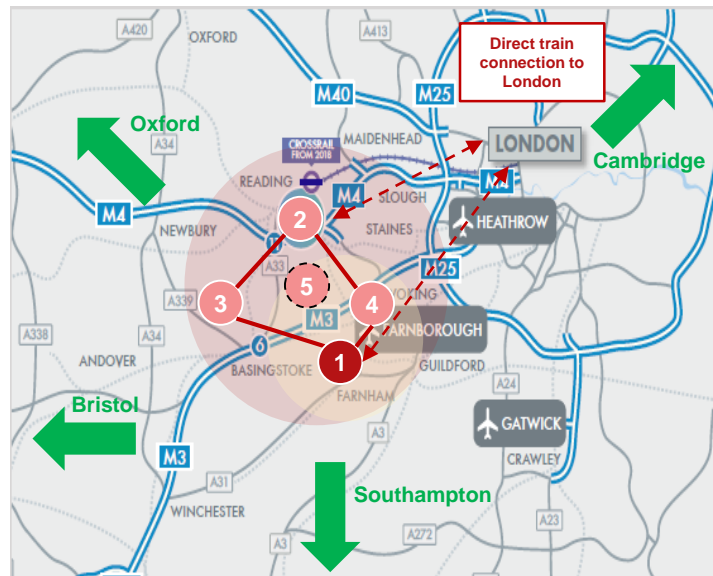 A420
OXFORD
A413
Direct train
connection to
London
M40
M25
Oxford
A34
CROSSRAIL
FROM 2018
MAIDENHEAD
LONDON
Cambridge
READING
M4
SLOUGH
M4
M4
2
HEATHROW
NEWBURY
STAINES
A33
M25
5
3
4
WOKING
A339
M3
A338
A34
FARNBOROUGH
6
1
ANDOVER
BASINGSTOKE
GUILDFORD
A24
FARNHAM
Bristol
GATWICK
A3
M3
CRAWLEY
A31
Southampton
WINCHESTER
A23
A272
A3